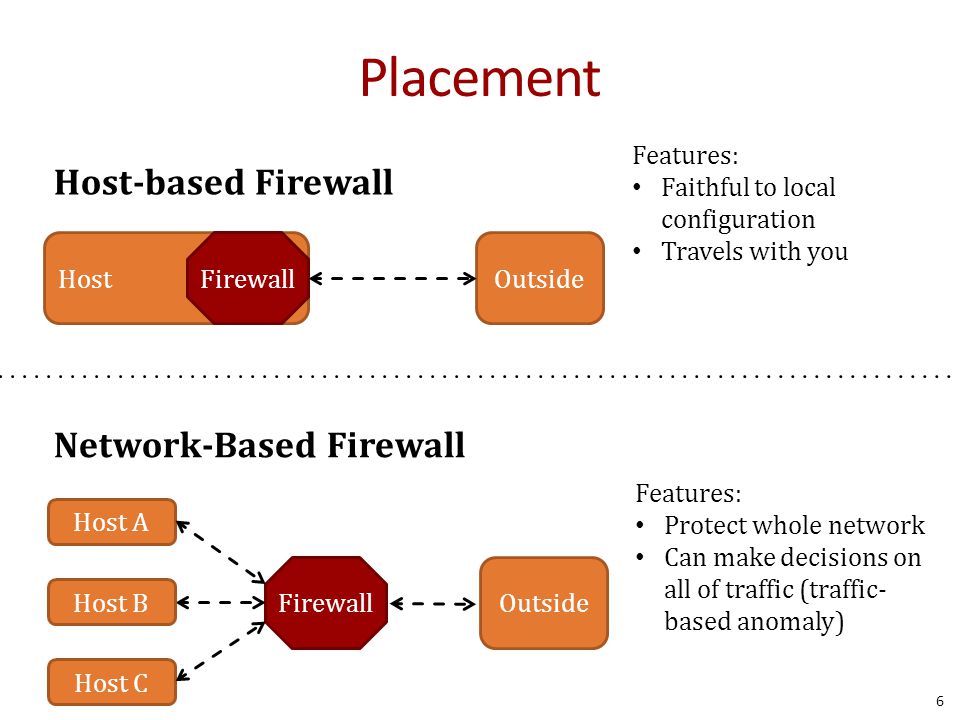 Placement
Host-based Firewall
Host
Firewall
Outside
Features:
• Faithful to local
configuration
• Travels with you
Network-Based Firewall
Host A
Host B
Host C
Firewall
Outside
Features:
• Protect whole network
• Can make decisions on
all of traffic (traffic-
based anomaly)
6